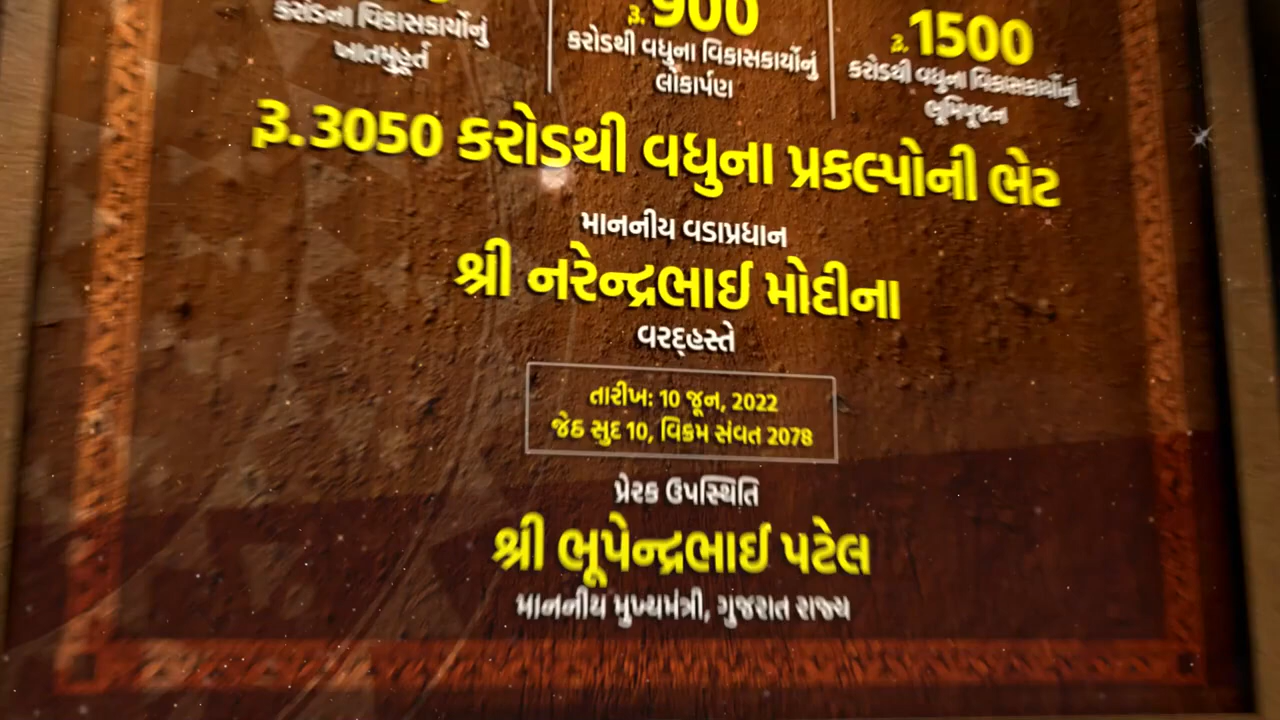 કરોડના વિકાસકાર્યોનું
ખાતમુહૂર્ત
રૂ. 900
કરોડથી વધુના વિકાસકાર્યોનું
લોકાર્પણ
રૂ. 1500
કરોડથી વધુના વિકાસકાર્યોનું
ભૂમિપૂજન
રૂ. 3050 કરોડથી વધુના પ્રકલ્પોની ભેટ
માનનીય વડાપ્રધાન
શ્રી નરેન્દ્રભાઈ મોદીના
વરદ્હસ્તે
તારીખ: 10 જૂન, 2022
જેઠ સુદ 10, વિક્રમ સંવત 2078
પ્રેરક ઉપસ્થિતિ
શ્રી ભૂપેન્દ્રભાઈ પટેલ
માનનીય મુખ્યમંત્રી, ગુજરાત રાજ્ય